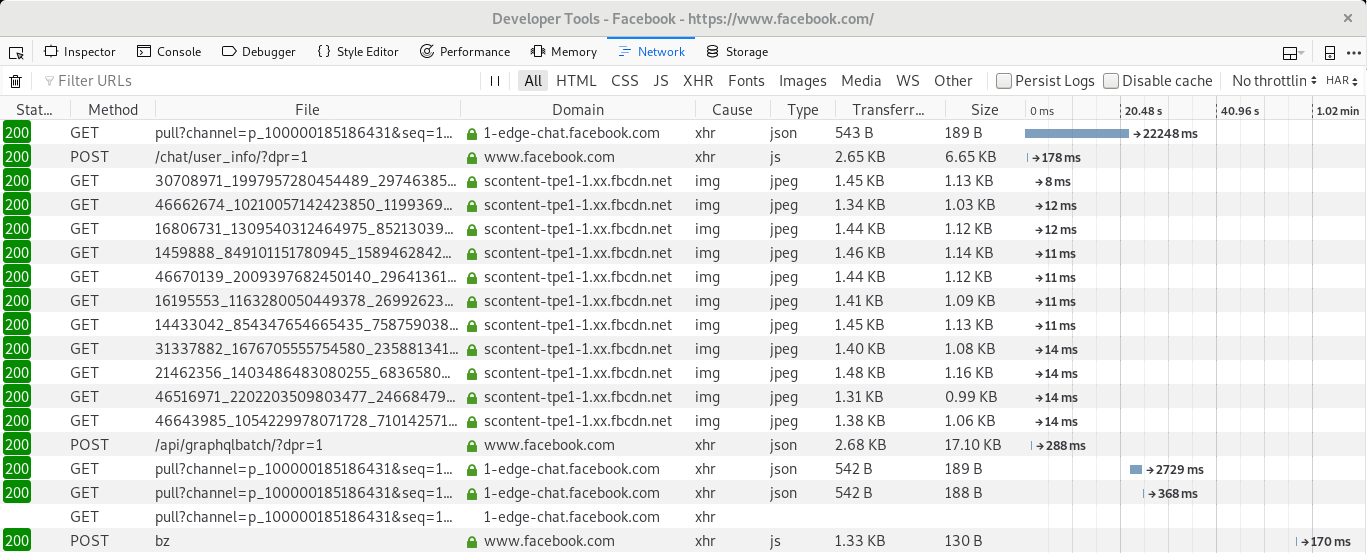 Developer Tools - Facebook - https://www.facebook.com/
Inspector Console Debugger {} Style Editor Performance Memory Network Storage
Filter URLs All HTML CSS JS XHR Fonts Images Media WS Other Persist Logs Disable cache No throttlin HAR
Stat... Method File Domain Cause Type Transferr... Size 0 ms 20.48 s 40.96 s 1.02 min
200 GET pull?channel=p_100000185186431&seq=1... 1-edge-chat.facebook.com xhr json 543 B 189 B → 22248 ms
200 POST /chat/user_info/?dpr=1 www.facebook.com xhr js 2.65 KB 6.65 KB → 178 ms
200 GET 30708971_1997957280454489_29746385... scontent-tpe1-1.xx.fbcdn.net img jpeg 1.45 KB 1.13 KB → 8 ms
200 GET 46662674_10210057142423850_1199369... scontent-tpe1-1.xx.fbcdn.net img jpeg 1.34 KB 1.03 KB → 12 ms
200 GET 16806731_1309540312464975_85213039... scontent-tpe1-1.xx.fbcdn.net img jpeg 1.44 KB 1.12 KB → 12 ms
200 GET 1459888_849101151780945_1589462842... scontent-tpe1-1.xx.fbcdn.net img jpeg 1.46 KB 1.14 KB → 11 ms
200 GET 46670139_2009397682450140_29641361... scontent-tpe1-1.xx.fbcdn.net img jpeg 1.44 KB 1.12 KB → 11 ms
200 GET 16195553_1163280050449378_26992623... scontent-tpe1-1.xx.fbcdn.net img jpeg 1.41 KB 1.09 KB → 11 ms
200 GET 14433042_854347654665435_758759038... scontent-tpe1-1.xx.fbcdn.net img jpeg 1.45 KB 1.13 KB → 11 ms
200 GET 31337882_1676705555754580_235881341... scontent-tpe1-1.xx.fbcdn.net img jpeg 1.40 KB 1.08 KB → 14 ms
200 GET 21462356_1403486483080255_6836580... scontent-tpe1-1.xx.fbcdn.net img jpeg 1.48 KB 1.16 KB → 14 ms
200 GET 46516971_2202203509803477_24668479... scontent-tpe1-1.xx.fbcdn.net img jpeg 1.31 KB 0.99 KB → 14 ms
200 GET 46643985_1054229978071728_710142571... scontent-tpe1-1.xx.fbcdn.net img jpeg 1.38 KB 1.06 KB → 14 ms
200 POST /api/graphqlbatch/?dpr=1 www.facebook.com xhr json 2.68 KB 17.10 KB → 288 ms
200 GET pull?channel=p_100000185186431&seq=1... 1-edge-chat.facebook.com xhr json 542 B 189 B → 2729 ms
200 GET pull?channel=p_100000185186431&seq=1... 1-edge-chat.facebook.com xhr json 542 B 188 B → 368 ms
GET pull?channel=p_100000185186431&seq=1... 1-edge-chat.facebook.com xhr
200 POST bz www.facebook.com xhr js 1.33 KB 130 B → 170 ms